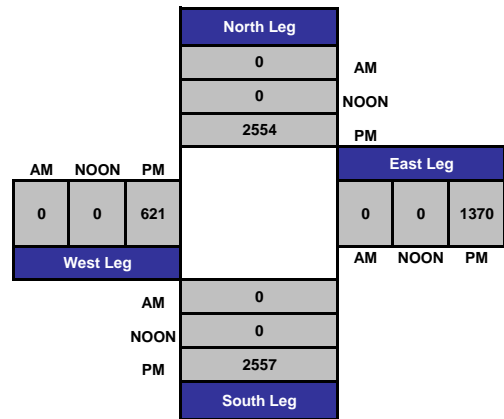 North Leg
0
AM
0
NOON
2554
PM
East Leg
AM NOON PM
0 0 621
0 0 1370
West Leg
AM NOON PM
AM
0
NOON
0
PM
2557
South Leg